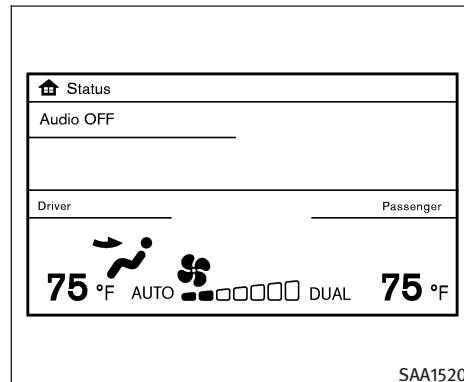 Status
Audio OFF
Driver Passenger
75 °F AUTO DUAL 75 °F
SAA1520